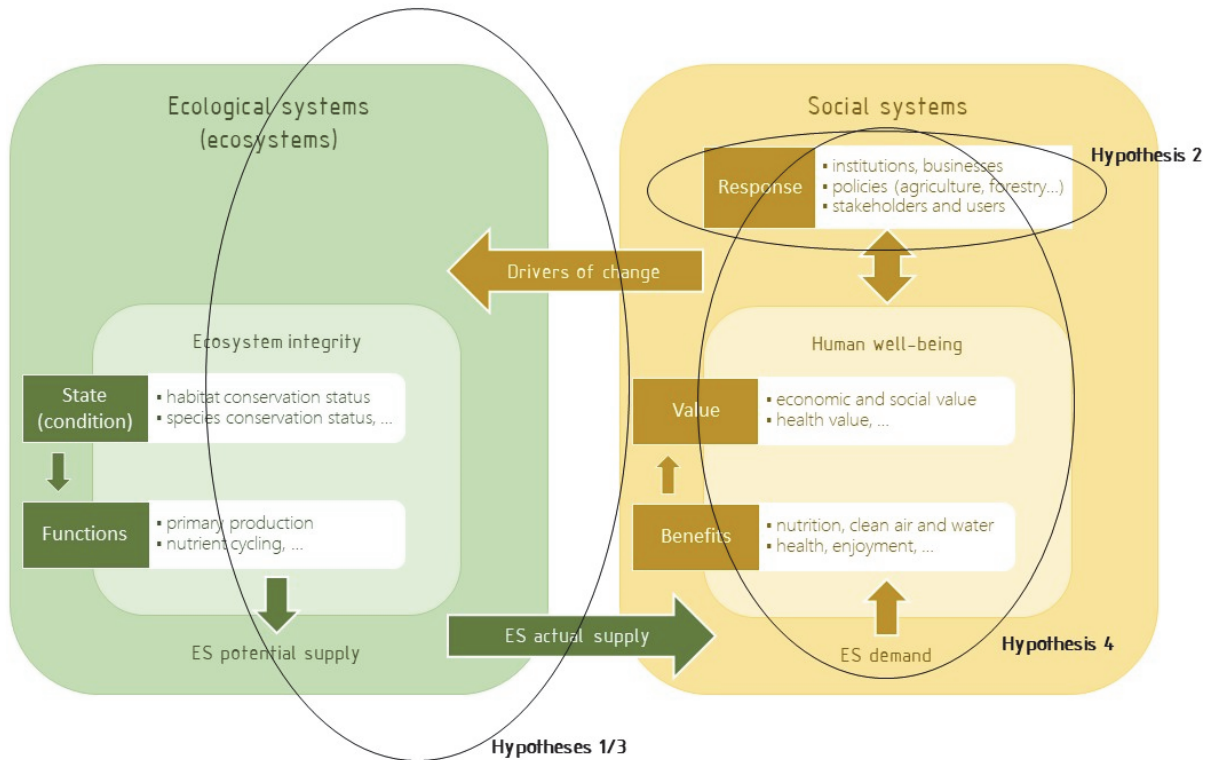 Ecological systems
(ecosystems)
Ecosystem integrity
State
(condition)
▪ habitat conservation status
▪ species conservation status, ...
Functions
▪ primary production
▪ nutrient cycling, ...
ES potential supply
Drivers of change
ES actual supply
Hypotheses 1/3
Social systems
Response
▪ institutions, businesses
▪ policies (agriculture, forestry...)
▪ stakeholders and users
Hypothesis 2
Human well-being
Value
▪ economic and social value
▪ health value, ...
Benefits
▪ nutrition, clean air and water
▪ health, enjoyment, ...
ES demand
Hypothesis 4